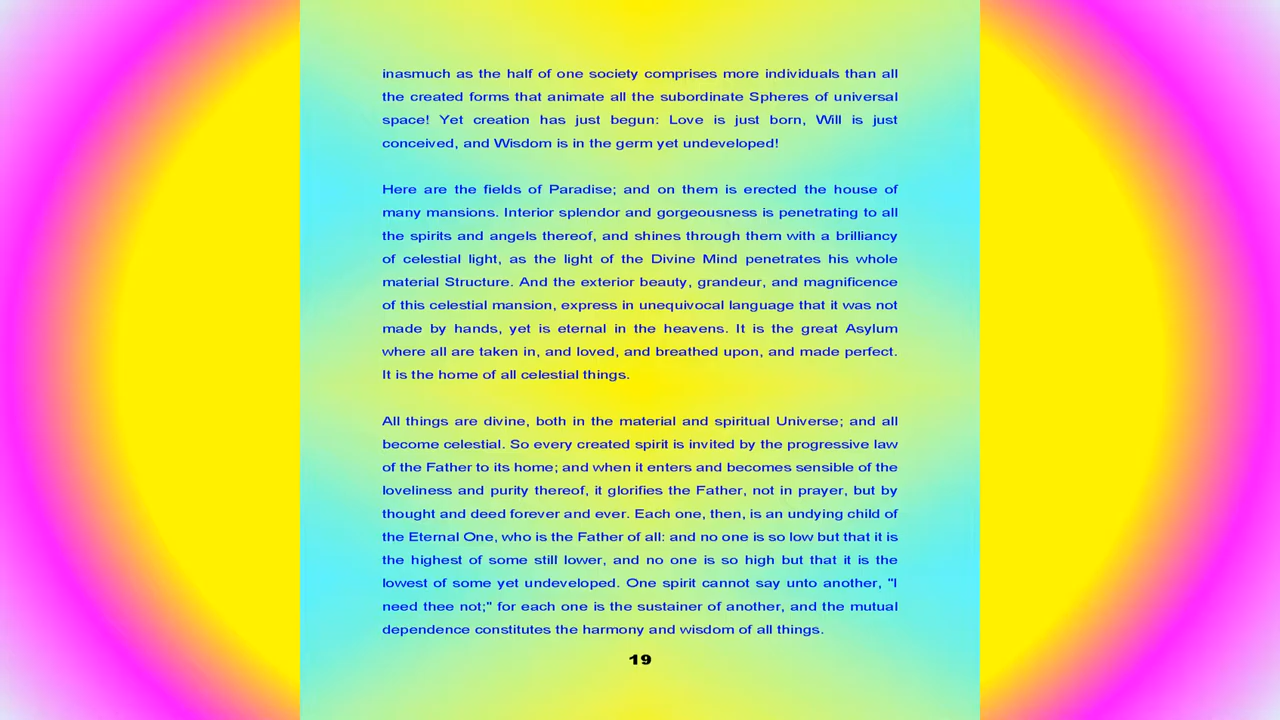 inasmuch as the half of one society comprises more individuals than all
the created forms that animate all the subordinate Spheres of universal
space! Yet creation has just begun: Love is just born, Will is just
conceived, and Wisdom is in the germ yet undeveloped!
Here are the fields of Paradise; and on them is erected the house of
many mansions. Interior splendor and gorgeousness is penetrating to all
the spirits and angels thereof, and shines through them with a brilliancy
of celestial light, as the light of the Divine Mind penetrates his whole
material Structure. And the exterior beauty, grandeur, and magnificence
of this celestial mansion, express in unequivocal language that it was not
made by hands, yet is eternal in the heavens. It is the great Asylum
where all are taken in, and loved, and breathed upon, and made perfect.
It is the home of all celestial things.
All things are divine, both in the material and spiritual Universe; and all
become celestial. So every created spirit is invited by the progressive law
of the Father to its home; and when it enters and becomes sensible of the
loveliness and purity thereof, it glorifies the Father, not in prayer, but by
thought and deed forever and ever. Each one, then, is an undying child of
the Eternal One, who is the Father of all: and no one is so low but that it is
the highest of some still lower, and no one is so high but that it is the
lowest of some yet undeveloped. One spirit cannot say unto another, "I
need thee not;" for each one is the sustainer of another, and the mutual
dependence constitutes the harmony and wisdom of all things.
19